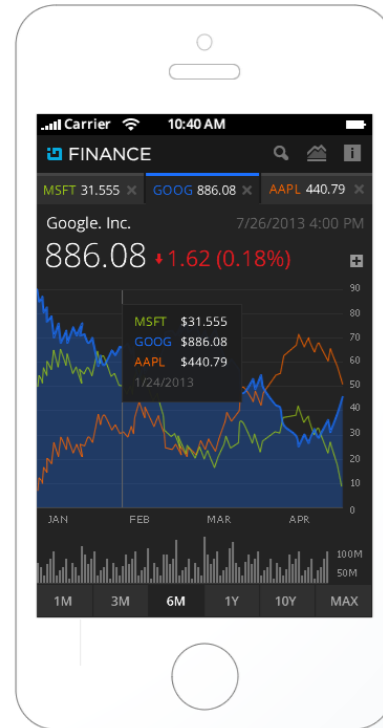 Carrier 10:40 AM
FINANCE
MSFT 31.555 × GOOG 886.08 × AAPL 440.79 ×
Google. Inc. 7/26/2013 4:00 PM
886.08 1.62 (0.18%)
90
80
MSFT $31.555
70
GOOG $886.08
60
AAPL $440.79
1/24/2013
50
40
30
20
10
0
JAN FEB MAR APR
100M
50M
1M 3M 6M 1Y 10Y MAX